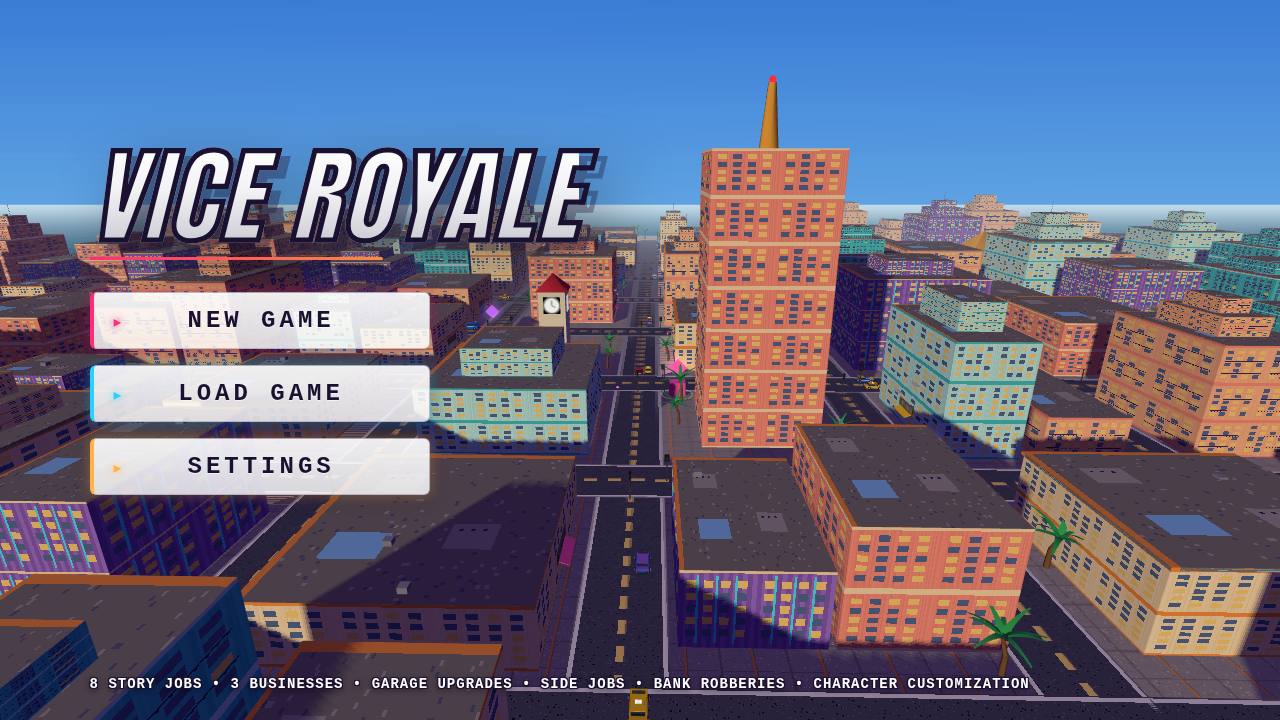 VICE ROYALE
NEW GAME
LOAD GAME
SETTINGS
8 STORY JOBS • 3 BUSINESSES • GARAGE UPGRADES • SIDE JOBS • BANK ROBBERIES • CHARACTER CUSTOMIZATION